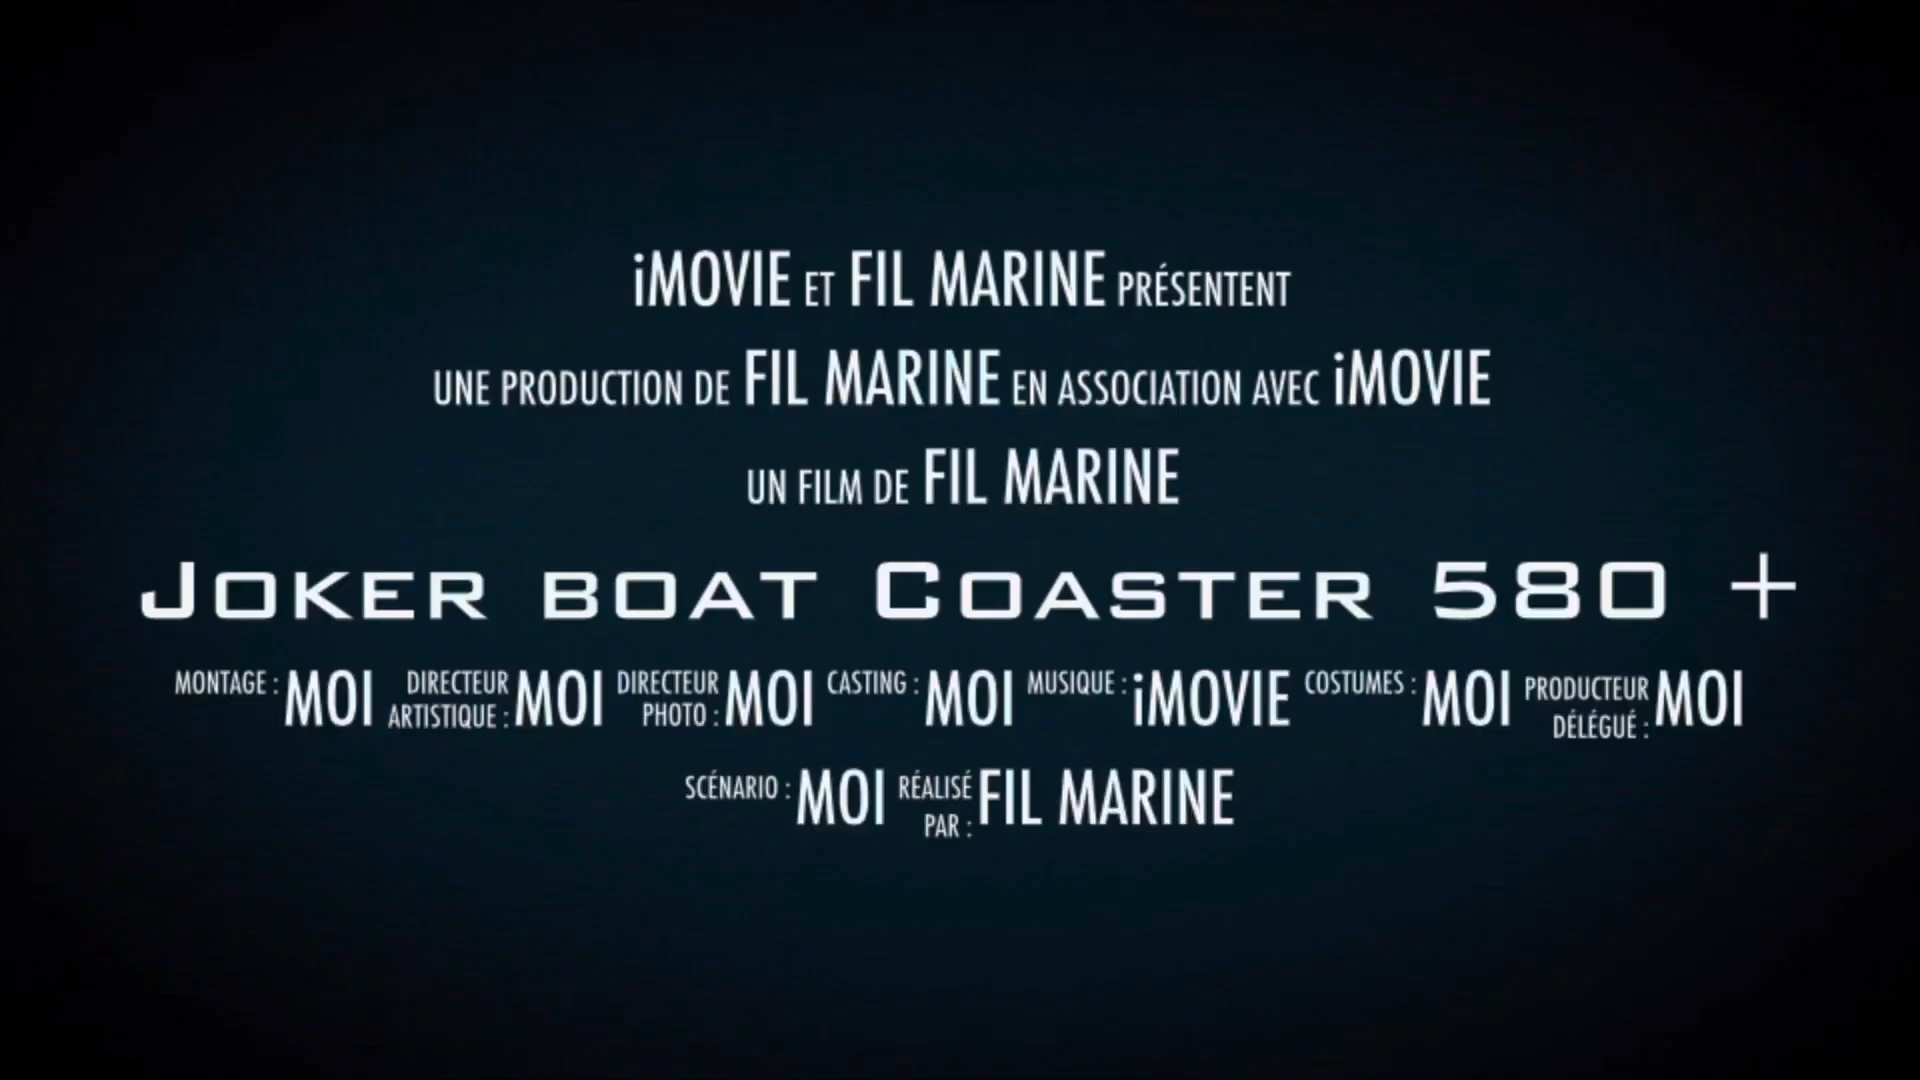 iMOVIE ET FIL MARINE PRÉSENTENT
UNE PRODUCTION DE FIL MARINE EN ASSOCIATION AVEC iMOVIE
UN FILM DE FIL MARINE
JOKER BOAT COASTER 580 +
MONTAGE : MOI DIRECTEUR ARTISTIQUE : MOI DIRECTEUR PHOTO : MOI CASTING : MOI MUSIQUE : iMOVIE COSTUMES : MOI PRODUCTEUR DÉLÉGUÉ : MOI
SCÉNARIO : MOI RÉALISÉ PAR : FIL MARINE